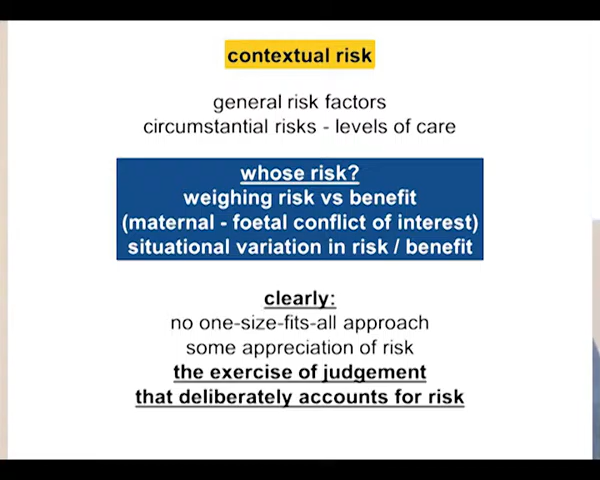 contextual risk
general risk factors
circumstantial risks - levels of care
whose risk?
weighing risk vs benefit
(maternal - foetal conflict of interest)
situational variation in risk / benefit
clearly:
no one-size-fits-all approach
some appreciation of risk
the exercise of judgement
that deliberately accounts for risk